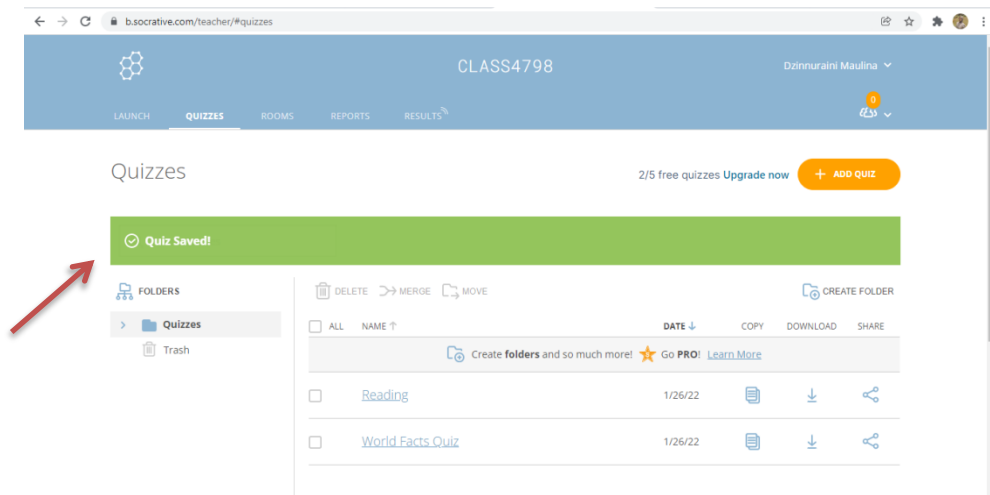 b.socrative.com/teacher/#quizzes
CLASS4798
Dzinnuraini Maulina
LAUNCH QUIZZES ROOMS REPORTS RESULTS
0
Quizzes
2/5 free quizzes Upgrade now
+ ADD QUIZ
Quiz Saved!
FOLDERS
DELETE MERGE MOVE
CREATE FOLDER
Quizzes
Trash
ALL NAME ↑ DATE ↓ COPY DOWNLOAD SHARE
Create folders and so much more! Go PRO! Learn More
Reading 1/26/22
World Facts Quiz 1/26/22